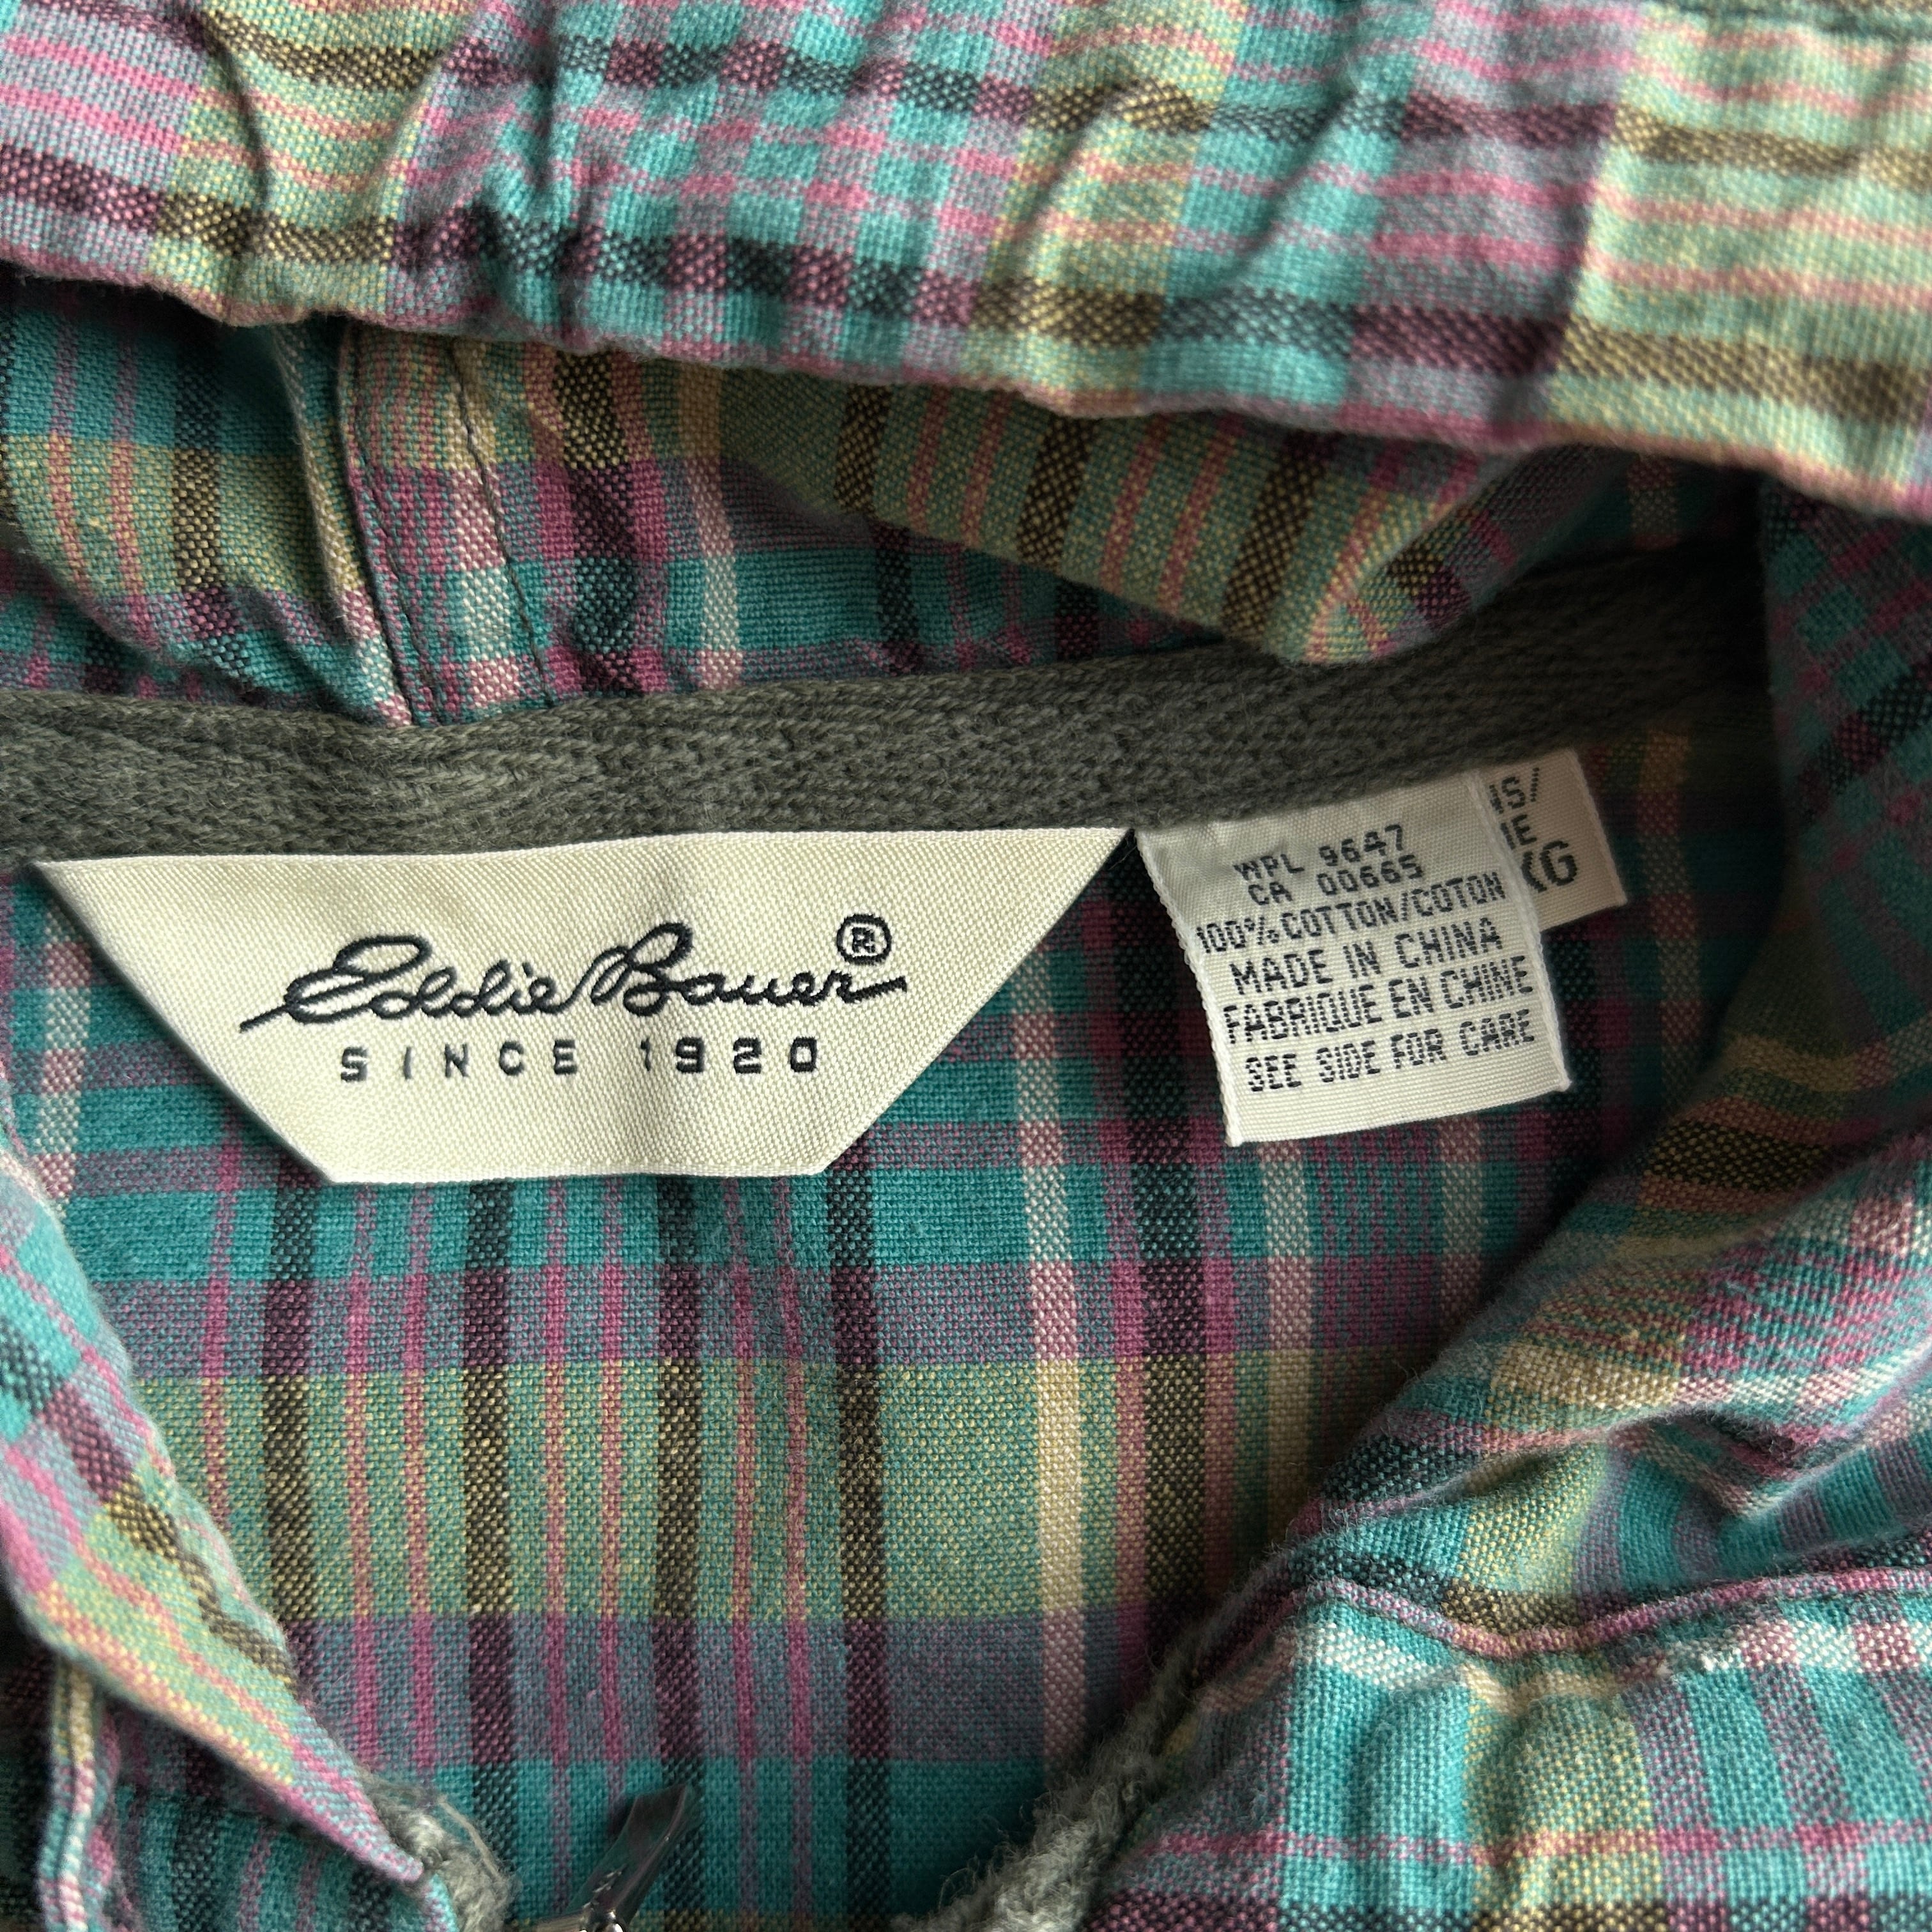 Eddie Bauer®
SINCE 1920
WPL 9647
CA 00665
100% COTTON/COTON
MADE IN CHINA
FABRIQUE EN CHINE
SEE SIDE FOR CARE